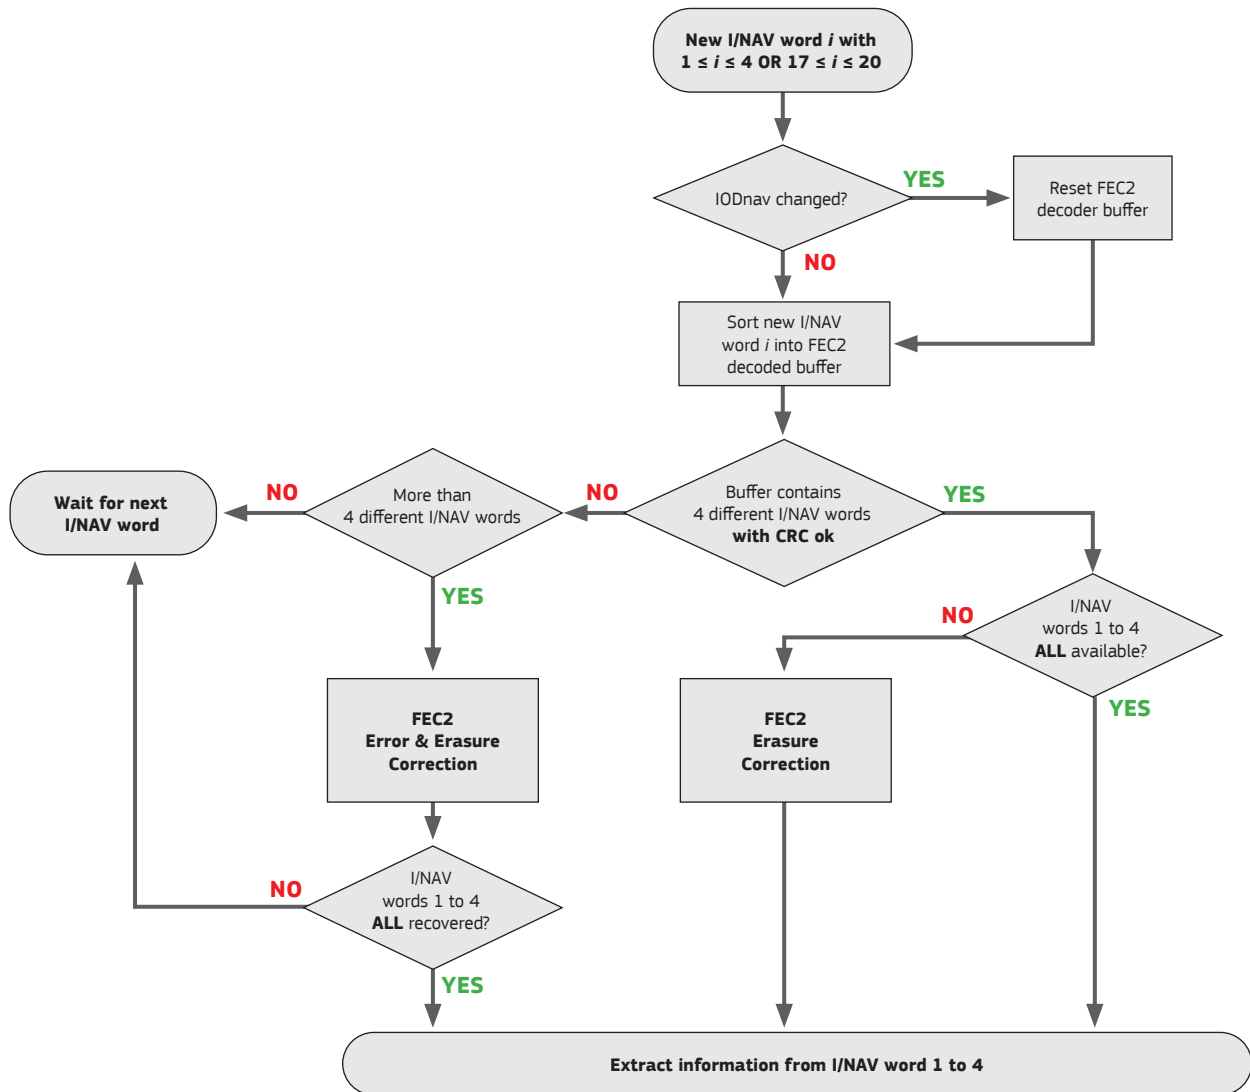 New I/NAV word i with
1 ≤ i ≤ 4 OR 17 ≤ i ≤ 20
IODnav changed?
YES
Reset FEC2
decoder buffer
NO
Sort new I/NAV
word i into FEC2
decoded buffer
Buffer contains
4 different I/NAV words
with CRC ok
NO
YES
More than
4 different I/NAV words
NO
YES
Wait for next
I/NAV word
I/NAV
words 1 to 4
ALL available?
NO
YES
FEC2
Error & Erasure
Correction
FEC2
Erasure
Correction
I/NAV
words 1 to 4
ALL recovered?
NO
YES
Extract information from I/NAV word 1 to 4